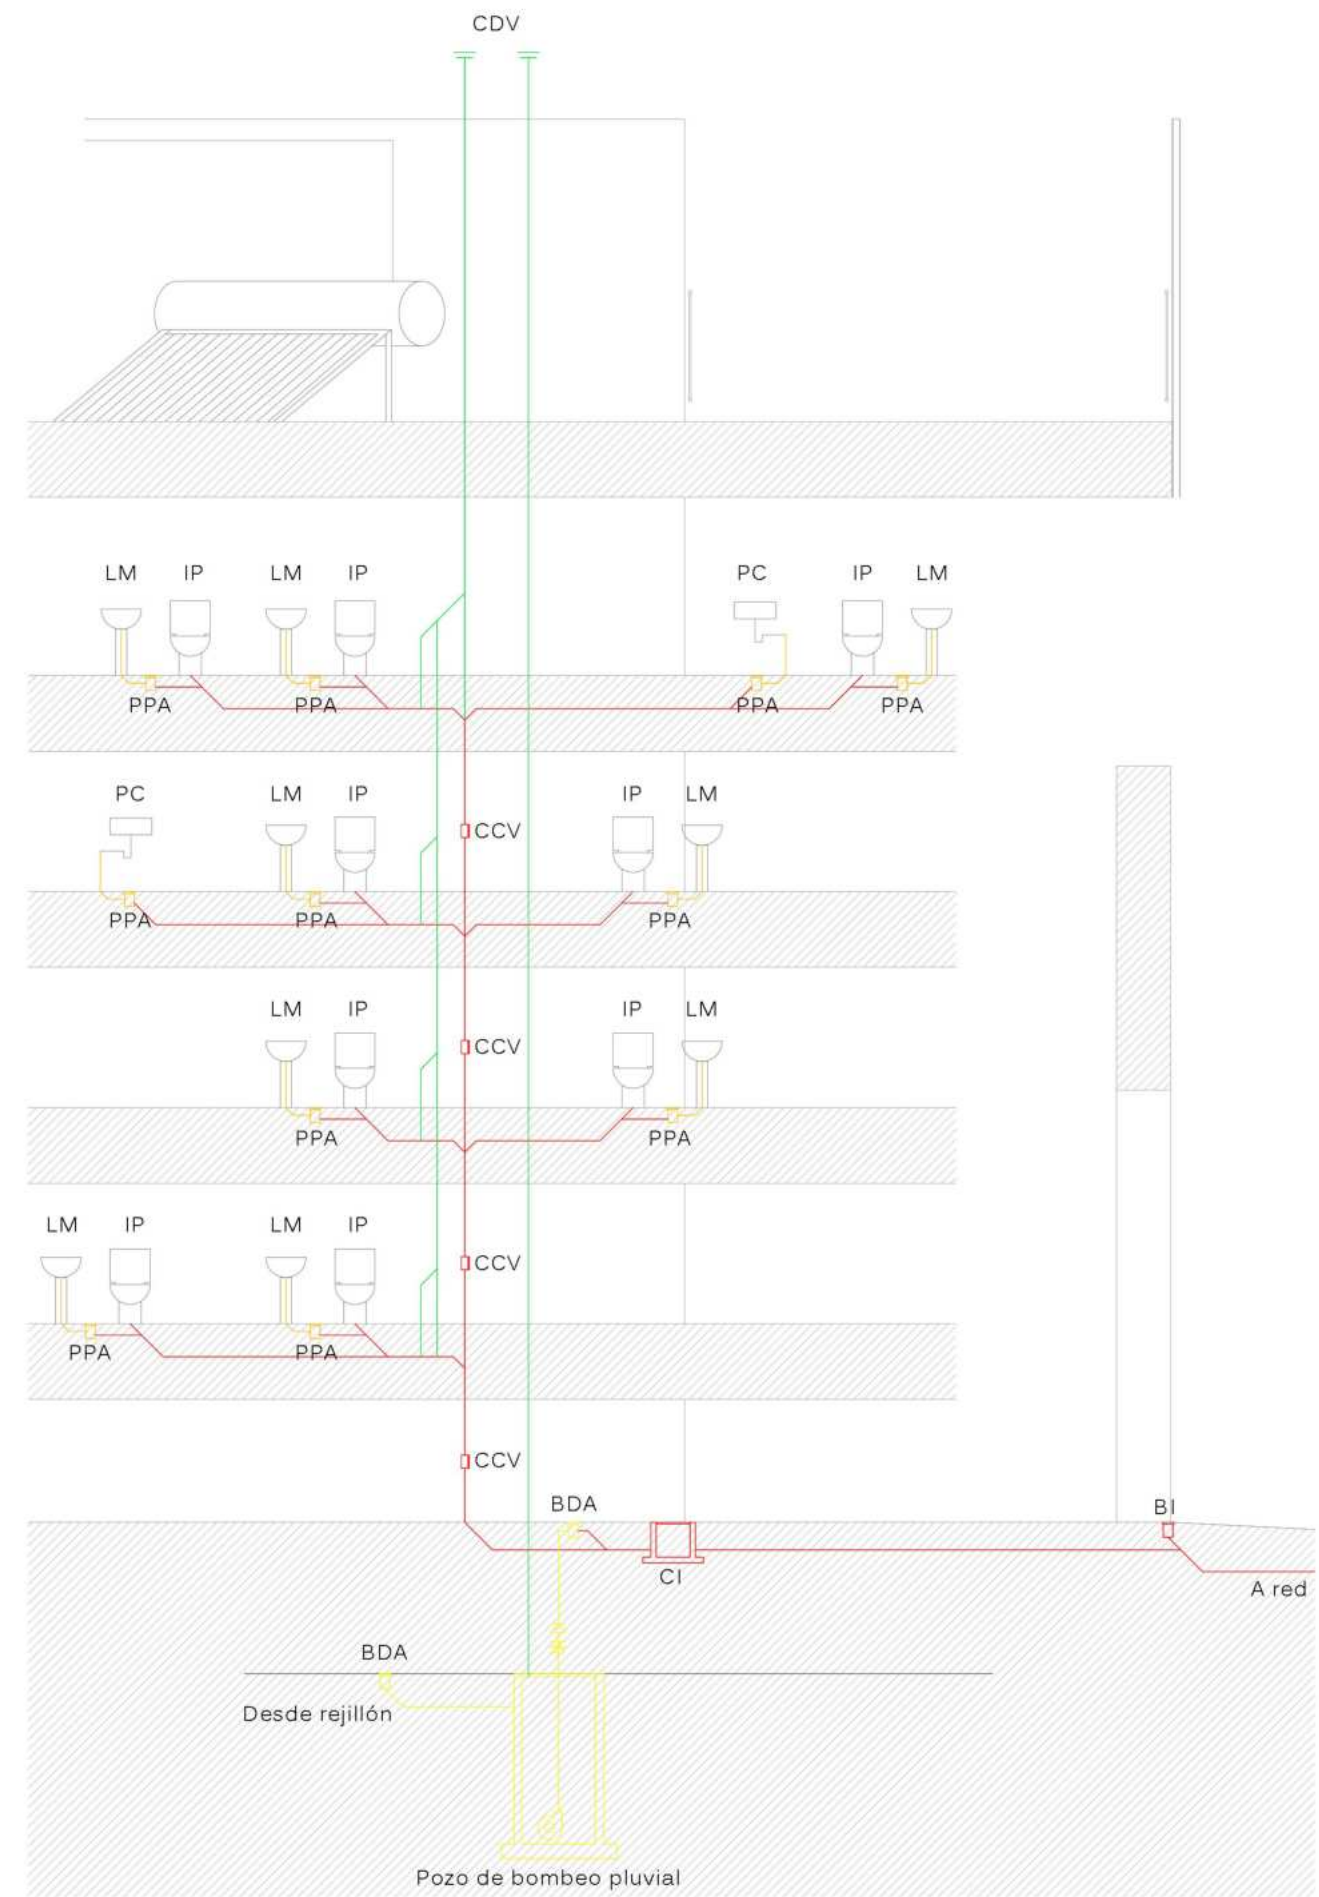 CDV
LM IP LM IP PC IP LM
PPA PPA PPA PPA
PC LM IP IP LM
CCV
PPA PPA PPA
LM IP IP LM
CCV
PPA PPA
LM IP LM IP
CCV
PPA PPA
CCV
BDA BI
CI
A red
BDA
Desde rejillón
Pozo de bombeo pluvial